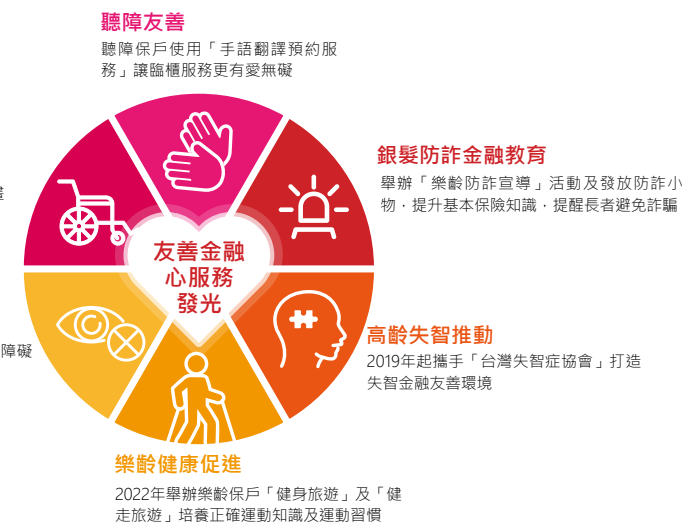 聽障友善
聽障保戶使用「手語翻譯預約服
務」讓臨櫃服務更有愛無礙
銀髮防詐金融教育
舉辦「樂齡防詐宣導」活動及發放防詐小
物，提升基本保險知識，提醒長者避免詐騙
友善金融
心服務
發光
高齡失智推動
2019年起攜手「台灣失智症協會」打造
失智金融友善環境
障礙
樂齡健康促進
2022年舉辦樂齡保戶「健身旅遊」及「健
走旅遊」培養正確運動知識及運動習慣